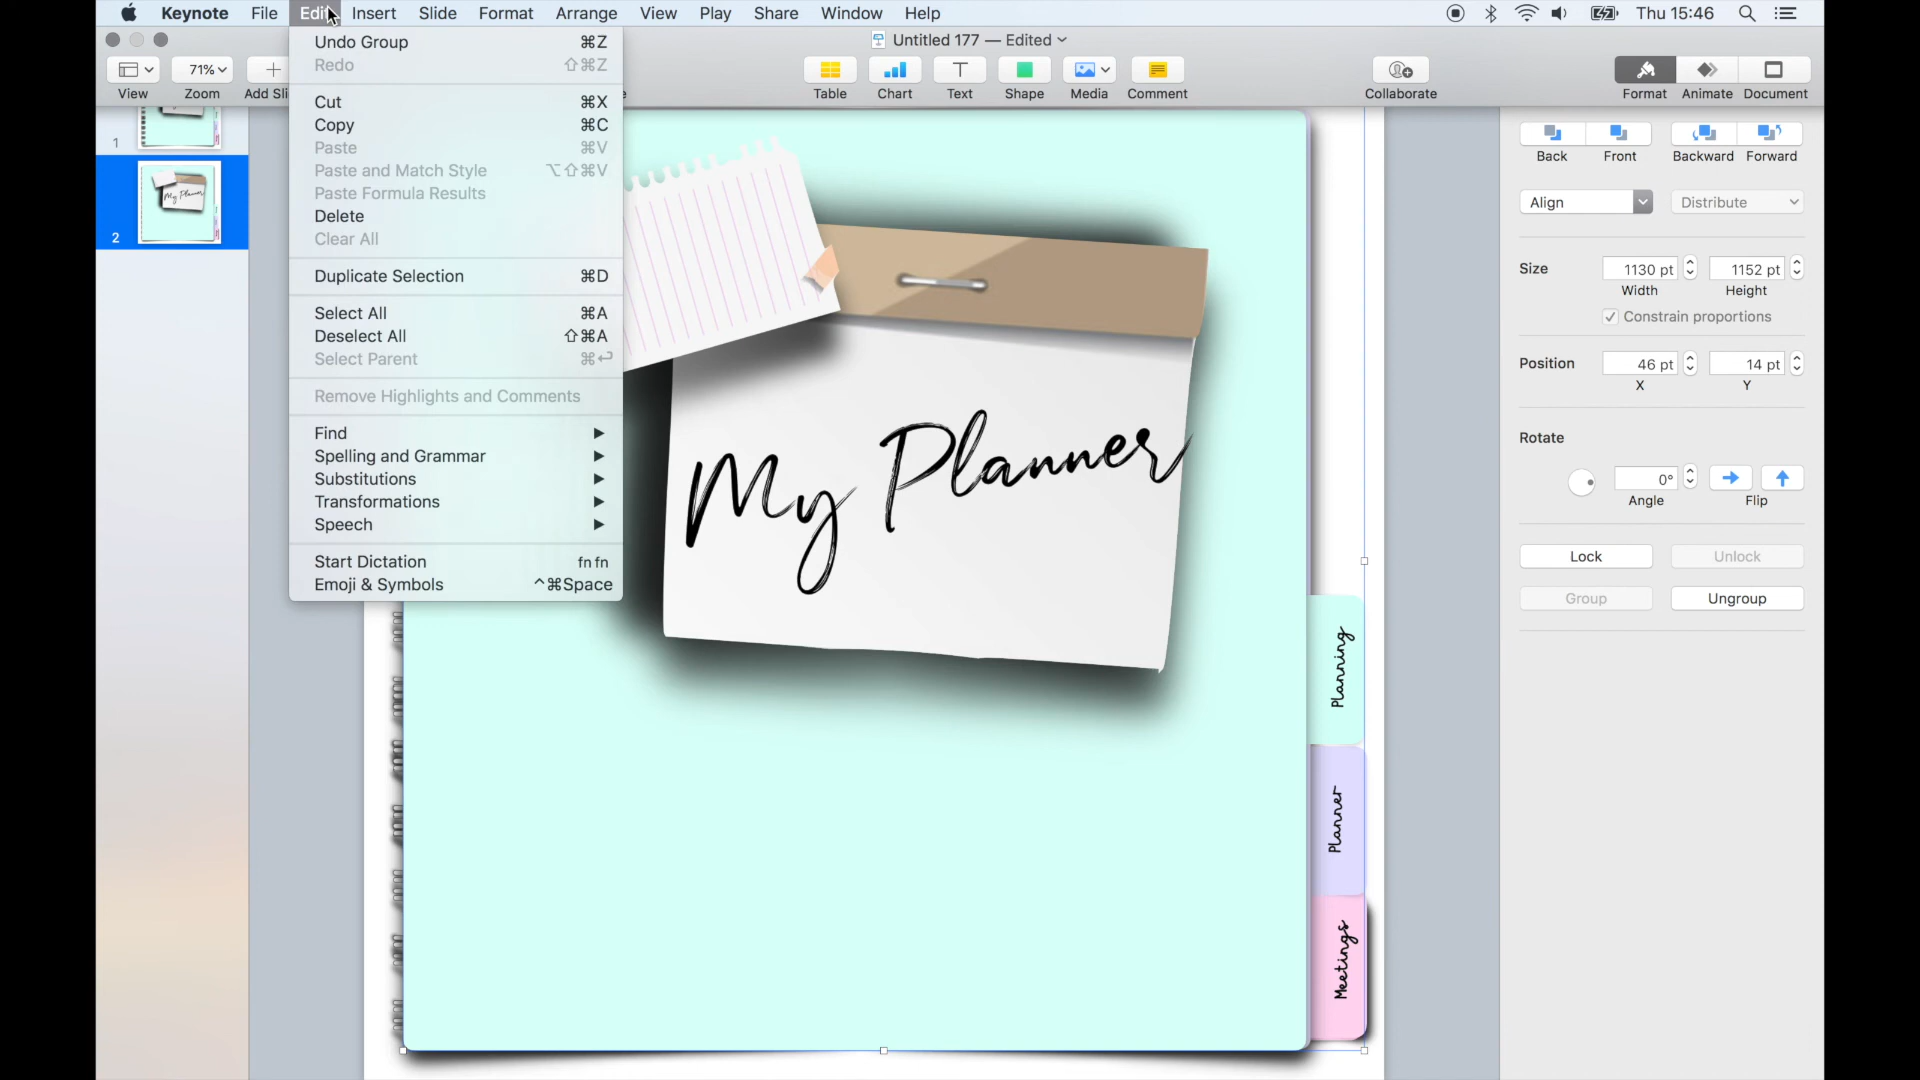 Keynote File Edit Insert Slide Format Arrange View Play Share Window Help Thu 15:46
Untitled 177 — Edited
71%
View Zoom Add Sli Table Chart Text Shape Media Comment Collaborate Format Animate Document
Undo Group ⌘Z
Redo ⇧⌘Z
Cut ⌘X
Copy ⌘C
Paste ⌘V
Paste and Match Style ⌥⇧⌘V
Paste Formula Results
Delete
Clear All
Duplicate Selection ⌘D
Select All ⌘A
Deselect All ⇧⌘A
Select Parent ⌘↩
Remove Highlights and Comments
Find
Spelling and Grammar
Substitutions
Transformations
Speech
Start Dictation fn fn
Emoji & Symbols ^⌘Space
1
My Planner
2
My Planner
Planning
Planner
Meetings
Back Front Backward Forward
Align Distribute
Size 1130 pt 1152 pt
Width Height
Constrain proportions
Position 46 pt 14 pt
X Y
Rotate
0°
Angle Flip
Lock Unlock
Group Ungroup